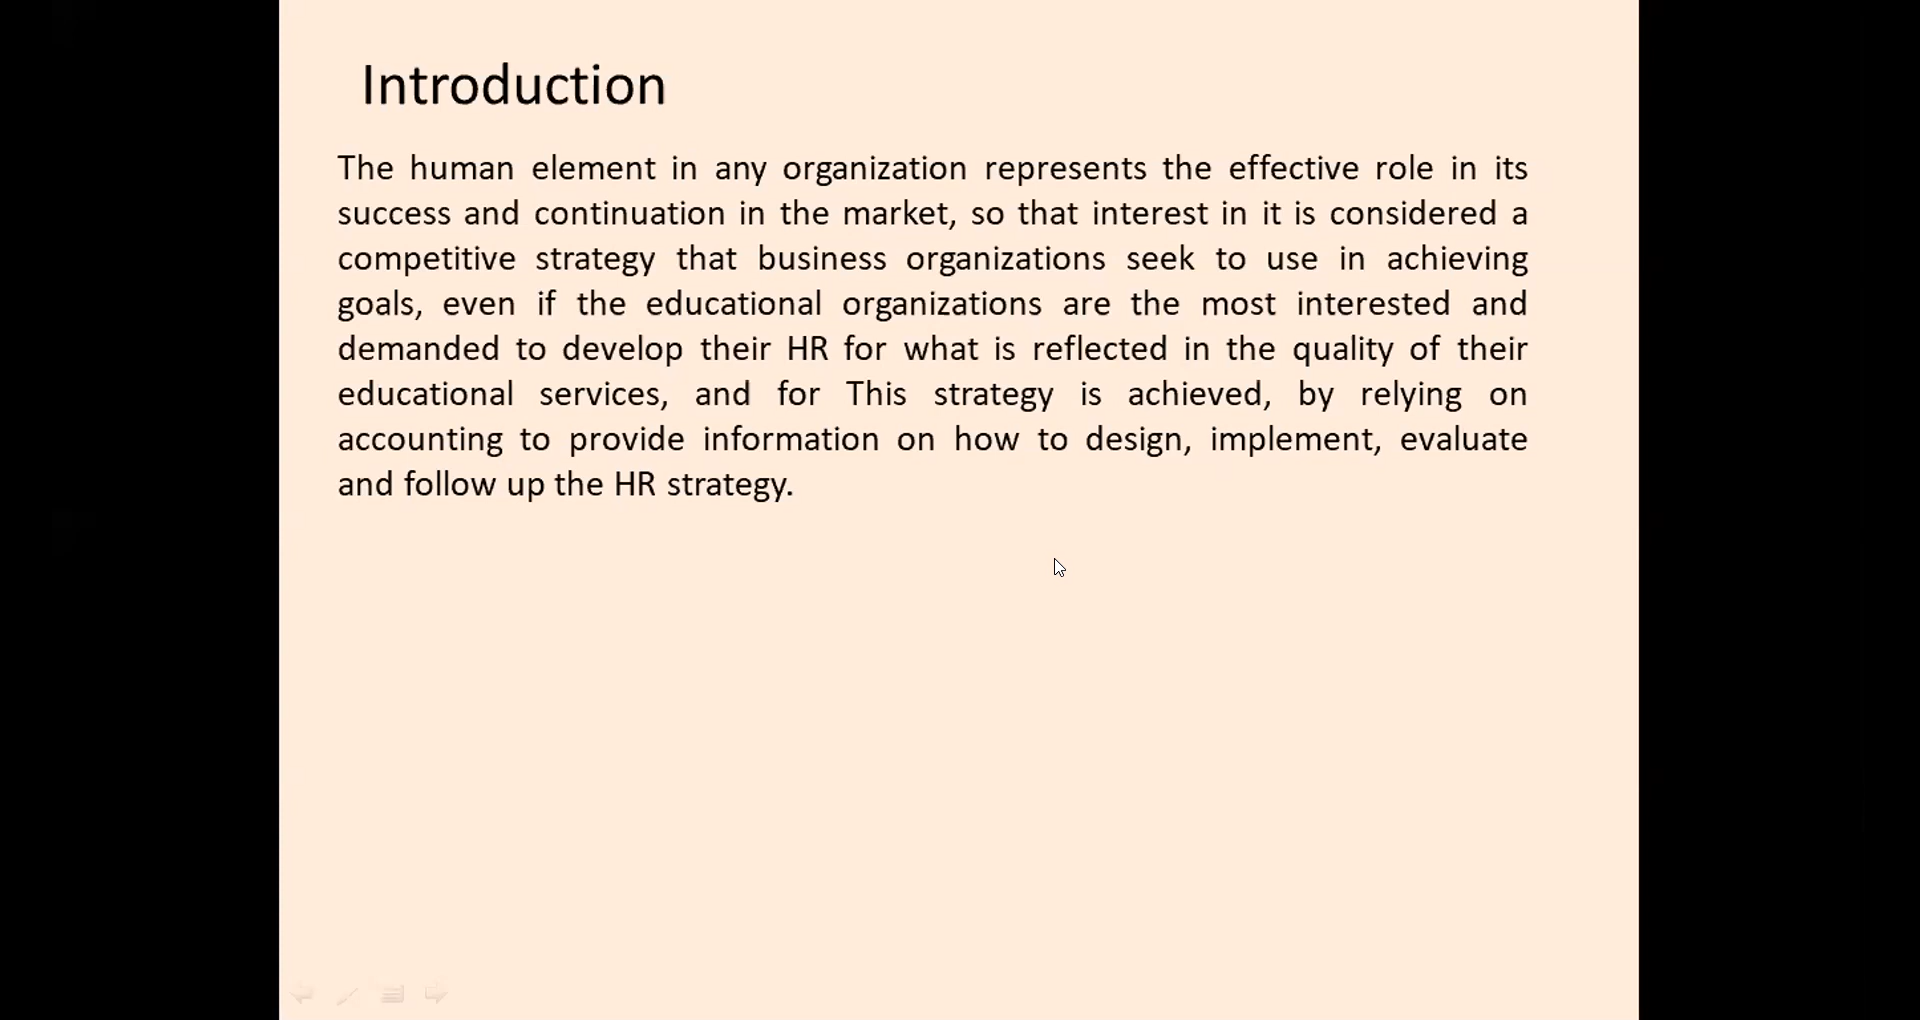 Introduction
The human element in any organization represents the effective role in its
success and continuation in the market, so that interest in it is considered a
competitive strategy that business organizations seek to use in achieving
goals, even if the educational organizations are the most interested and
demanded to develop their HR for what is reflected in the quality of their
educational services, and for This strategy is achieved, by relying on
accounting to provide information on how to design, implement, evaluate
and follow up the HR strategy.